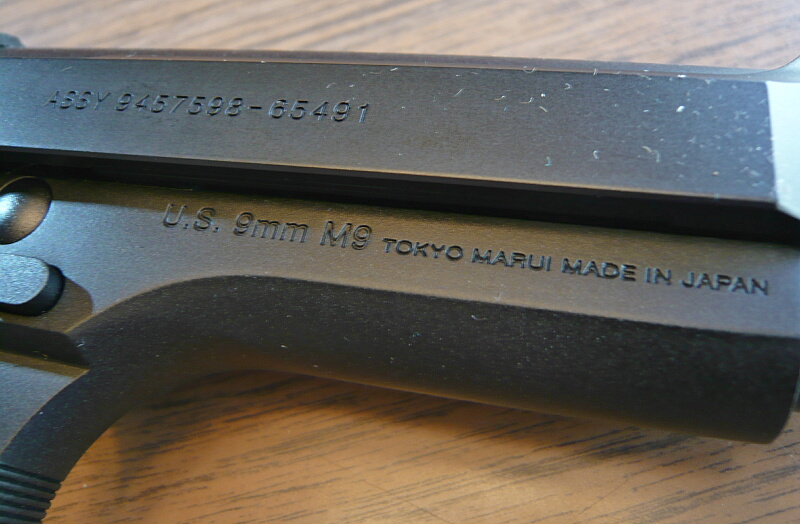 ASSY 9457598-65491
U.S. 9mm M9 TOKYO MARUI MADE IN JAPAN